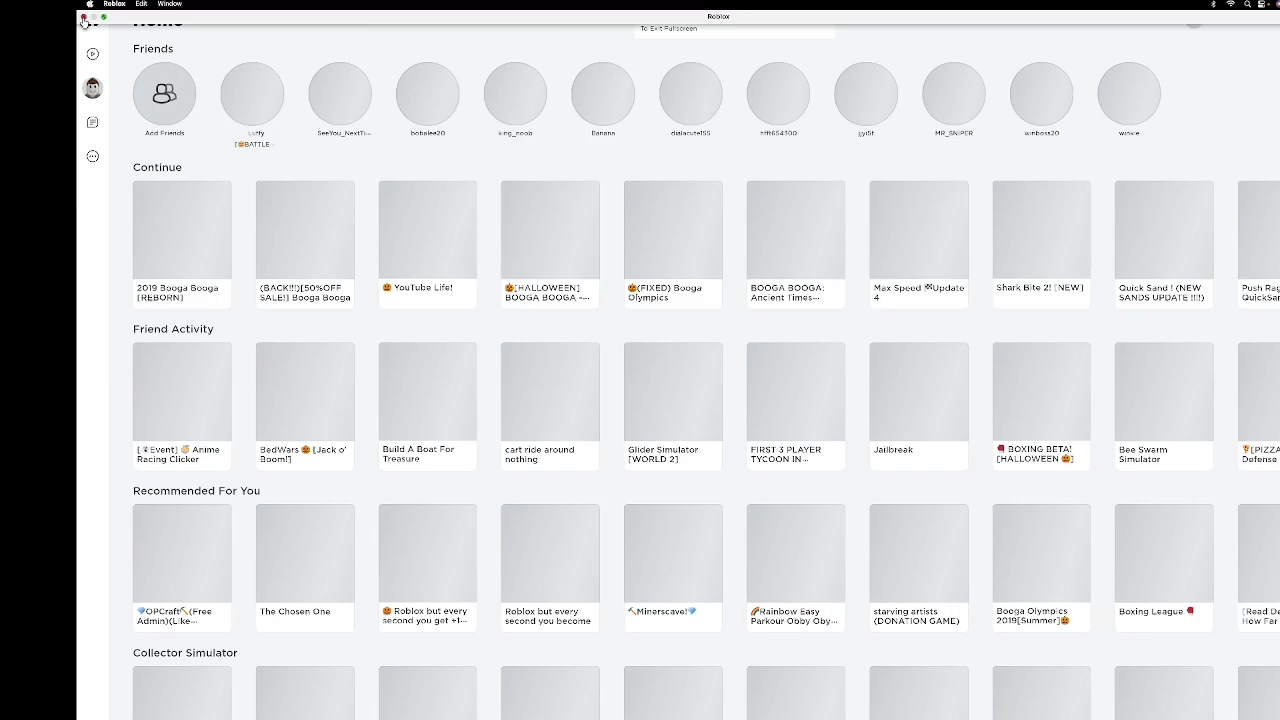 Roblox Edit Window
Roblox
Home
To Exit Fullscreen
Friends
Add Friends
Luffy
[🎃BATTLE…
SeeYou_NextTi…
bobalee20
king_noob
Banana
dialacute155
hfft654300
jjyi5f
MR_SNIPER
winboss20
winkie
Continue
2019 Booga Booga
[REBORN]
(BACK!!!)[50%OFF
SALE!] Booga Booga
🎃 YouTube Life!
🎃[HALLOWEEN]
BOOGA BOOGA -…
🎃(FIXED) Booga
Olympics
BOOGA BOOGA:
Ancient Times…
Max Speed 🏁Update
4
Shark Bite 2! [NEW]
Quick Sand ! (NEW
SANDS UPDATE !!!!)
Push Rag
QuickSan
Friend Activity
[👻Event] 😇 Anime
Racing Clicker
BedWars 🎃 [Jack o'
Boom!]
Build A Boat For
Treasure
cart ride around
nothing
Glider Simulator
[WORLD 2]
FIRST 3 PLAYER
TYCOON IN…
Jailbreak
🥊 BOXING BETA!
[HALLOWEEN 🎃]
Bee Swarm
Simulator
🍕[PIZZA
Defense
Recommended For You
💎OPCraft⛏(Free
Admin)(Like…
The Chosen One
🎃 Roblox but every
second you get +1…
Roblox but every
second you become
⛏Minerscave!💎
🌈Rainbow Easy
Parkour Obby Oby…
starving artists
(DONATION GAME)
Booga Olympics
2019[Summer]🎃
Boxing League 🥊
[Read De
How Far
Collector Simulator